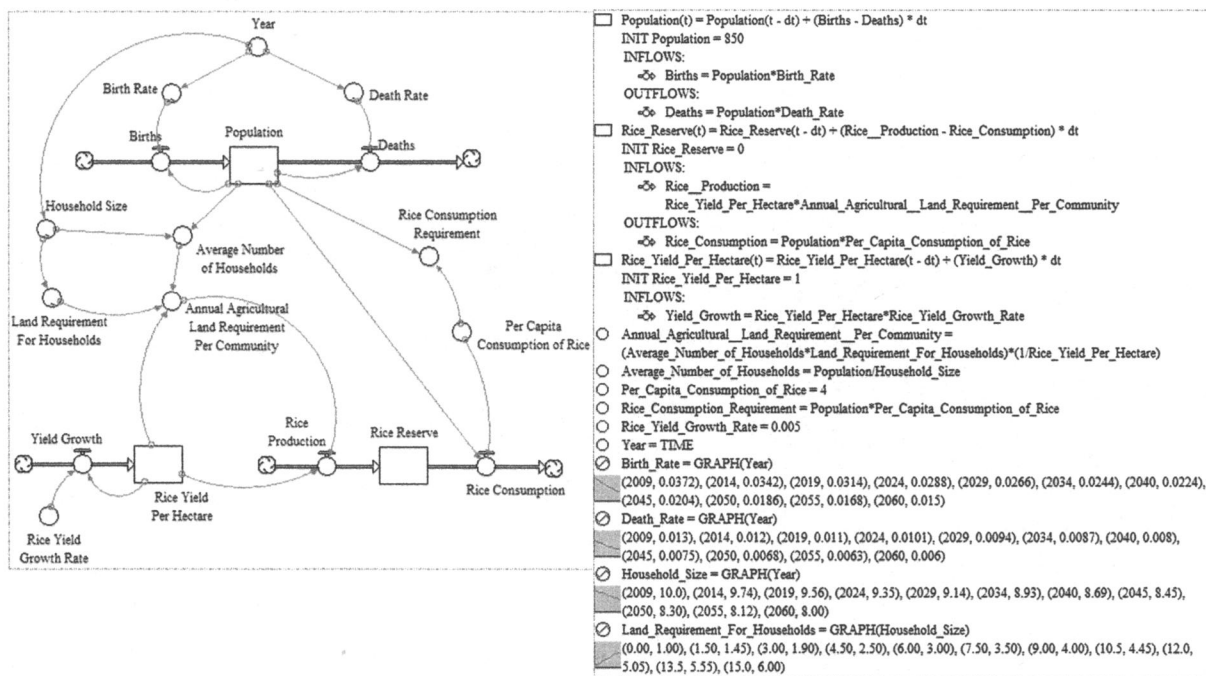 Year
Birth Rate
Death Rate
Births
Population
Deaths
Household Size
Average Number
of Households
Rice Consumption
Requirement
Land Requirement
For Households
Annual Agricultural
Land Requirement
Per Community
Per Capita
Consumption of Rice
Yield Growth
Rice
Production
Rice Reserve
Rice Yield
Per Hectare
Rice Consumption
Rice Yield
Growth Rate
Population(t) = Population(t - dt) + (Births - Deaths) * dt
INIT Population = 850
INFLOWS:
Births = Population*Birth_Rate
OUTFLOWS:
Deaths = Population*Death_Rate
Rice_Reserve(t) = Rice_Reserve(t - dt) + (Rice__Production - Rice_Consumption) * dt
INIT Rice_Reserve = 0
INFLOWS:
Rice__Production =
Rice_Yield_Per_Hectare*Annual_Agricultural__Land_Requirement__Per_Community
OUTFLOWS:
Rice_Consumption = Population*Per_Capita_Consumption_of_Rice
Rice_Yield_Per_Hectare(t) = Rice_Yield_Per_Hectare(t - dt) + (Yield_Growth) * dt
INIT Rice_Yield_Per_Hectare = 1
INFLOWS:
Yield_Growth = Rice_Yield_Per_Hectare*Rice_Yield_Growth_Rate
Annual_Agricultural__Land_Requirement__Per_Community =
(Average_Number_of_Households*Land_Requirement_For_Households)*(1/Rice_Yield_Per_Hectare)
Average_Number_of_Households = Population/Household_Size
Per_Capita_Consumption_of_Rice = 4
Rice_Consumption_Requirement = Population*Per_Capita_Consumption_of_Rice
Rice_Yield_Growth_Rate = 0.005
Year = TIME
Birth_Rate = GRAPH(Year)
(2009, 0.0372), (2014, 0.0342), (2019, 0.0314), (2024, 0.0288), (2029, 0.0266), (2034, 0.0244), (2040, 0.0224),
(2045, 0.0204), (2050, 0.0186), (2055, 0.0168), (2060, 0.015)
Death_Rate = GRAPH(Year)
(2009, 0.013), (2014, 0.012), (2019, 0.011), (2024, 0.0101), (2029, 0.0094), (2034, 0.0087), (2040, 0.008),
(2045, 0.0075), (2050, 0.0068), (2055, 0.0063), (2060, 0.006)
Household_Size = GRAPH(Year)
(2009, 10.0), (2014, 9.74), (2019, 9.56), (2024, 9.35), (2029, 9.14), (2034, 8.93), (2040, 8.69), (2045, 8.45),
(2050, 8.30), (2055, 8.12), (2060, 8.00)
Land_Requirement_For_Households = GRAPH(Household_Size)
(0.00, 1.00), (1.50, 1.45), (3.00, 1.90), (4.50, 2.50), (6.00, 3.00), (7.50, 3.50), (9.00, 4.00), (10.5, 4.45), (12.0,
5.05), (13.5, 5.55), (15.0, 6.00)